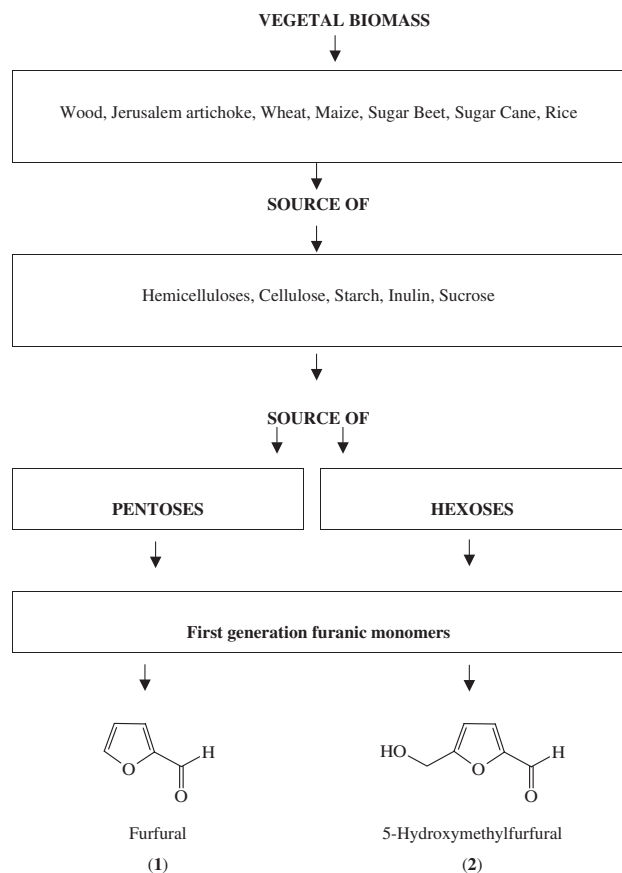 VEGETAL BIOMASS
Wood, Jerusalem artichoke, Wheat, Maize, Sugar Beet, Sugar Cane, Rice
SOURCE OF
Hemicelluloses, Cellulose, Starch, Inulin, Sucrose
SOURCE OF
PENTOSES HEXOSES
First generation furanic monomers
O H O
HO O H O
Furfural 5-Hydroxymethylfurfural
(1) (2)